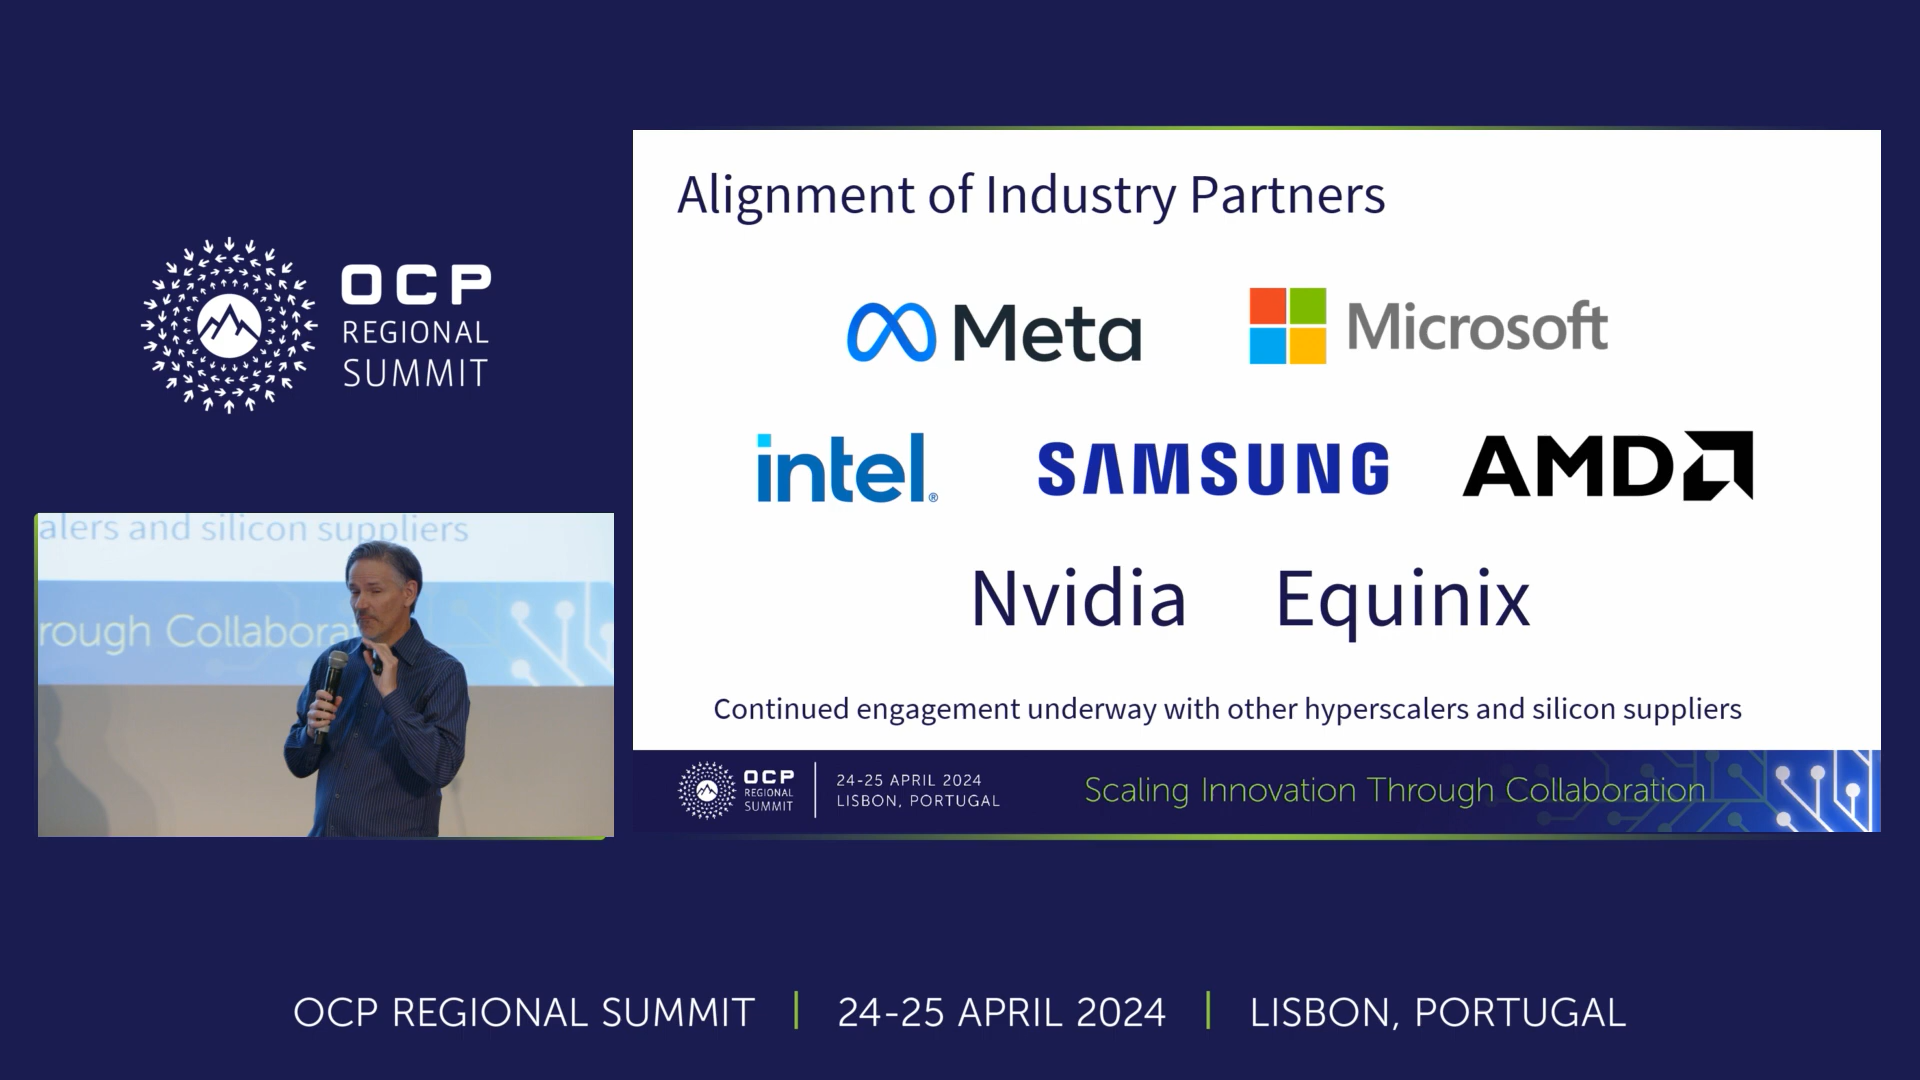 OCP
REGIONAL
SUMMIT
Alignment of Industry Partners
Meta
Microsoft
intel®
SAMSUNG
AMD
Nvidia Equinix
Continued engagement underway with other hyperscalers and silicon suppliers
OCP
REGIONAL
SUMMIT
24-25 APRIL 2024
LISBON, PORTUGAL
Scaling Innovation Through Collaboration
alers and silicon suppliers
rough Collabora
OCP REGIONAL SUMMIT | 24-25 APRIL 2024 | LISBON, PORTUGAL